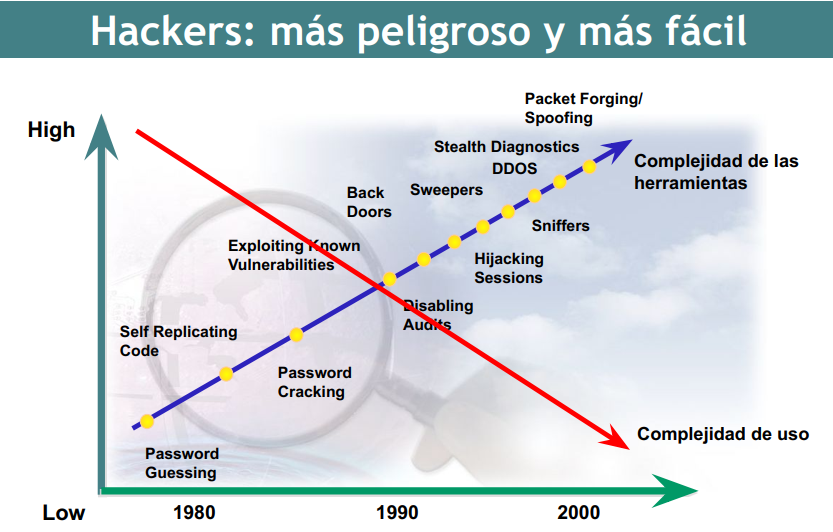 Hackers: más peligroso y más fácil
Packet Forging/
Spoofing
High
Stealth Diagnostics
DDOS
Complejidad de las
herramientas
Back
Doors
Sweepers
Sniffers
Exploiting Known
Vulnerabilities
Hijacking
Sessions
Disabling
Audits
Self Replicating
Code
Password
Cracking
Complejidad de uso
Password
Guessing
Low
1980
1990
2000